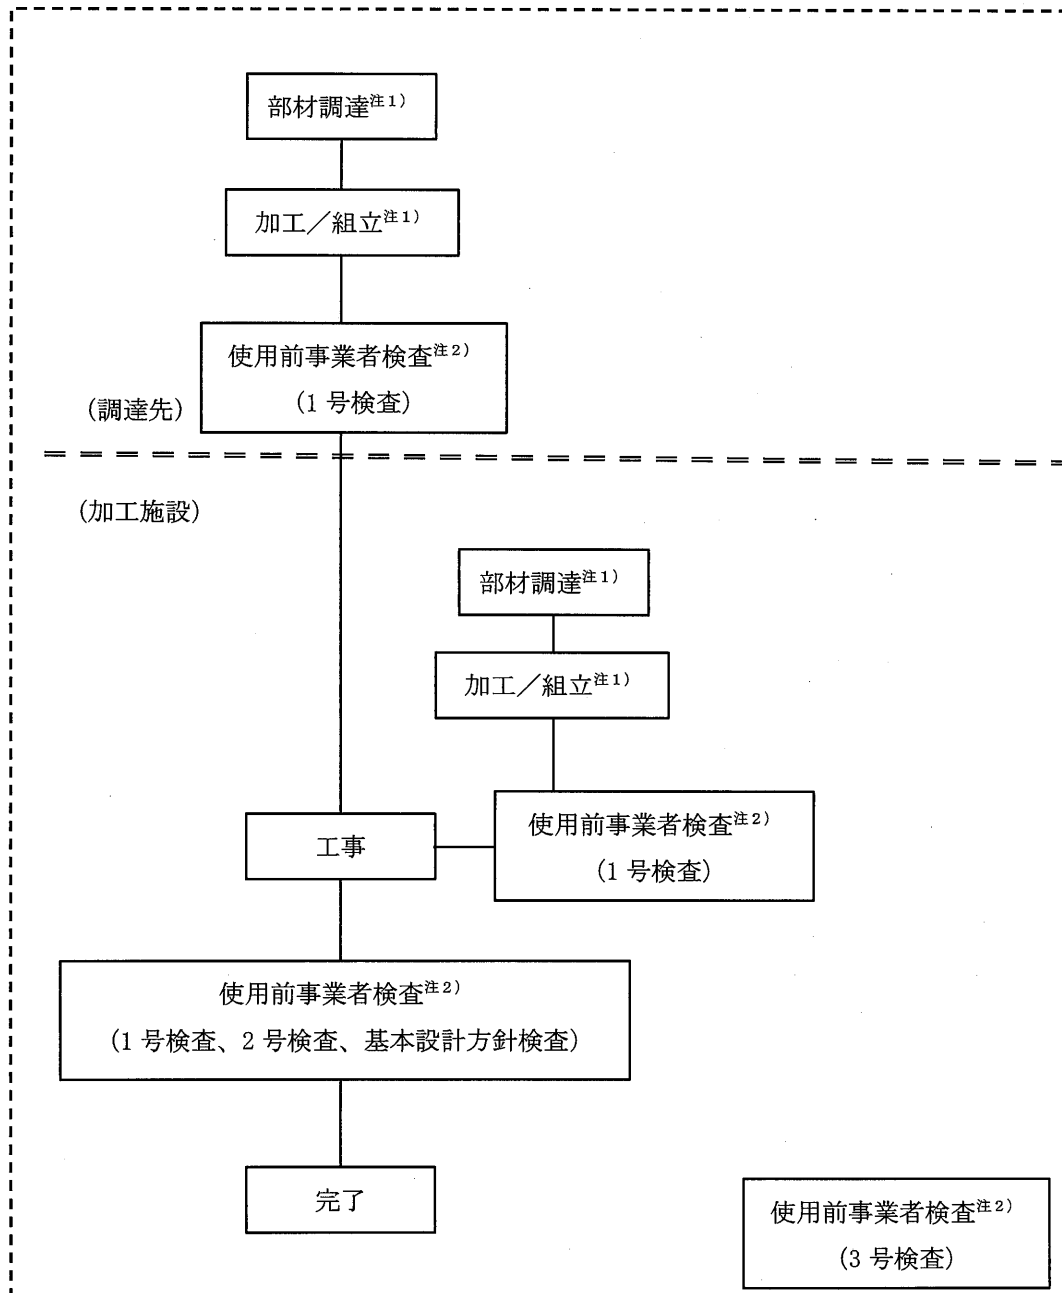 部材調達注1)
加工／組立注1)
使用前事業者検査注2)
(1号検査)
(調達先)
(加工施設)
部材調達注1)
加工／組立注1)
使用前事業者検査注2)
(1号検査)
工事
使用前事業者検査注2)
(1号検査、2号検査、基本設計方針検査)
完了
使用前事業者検査注2)
(3号検査)